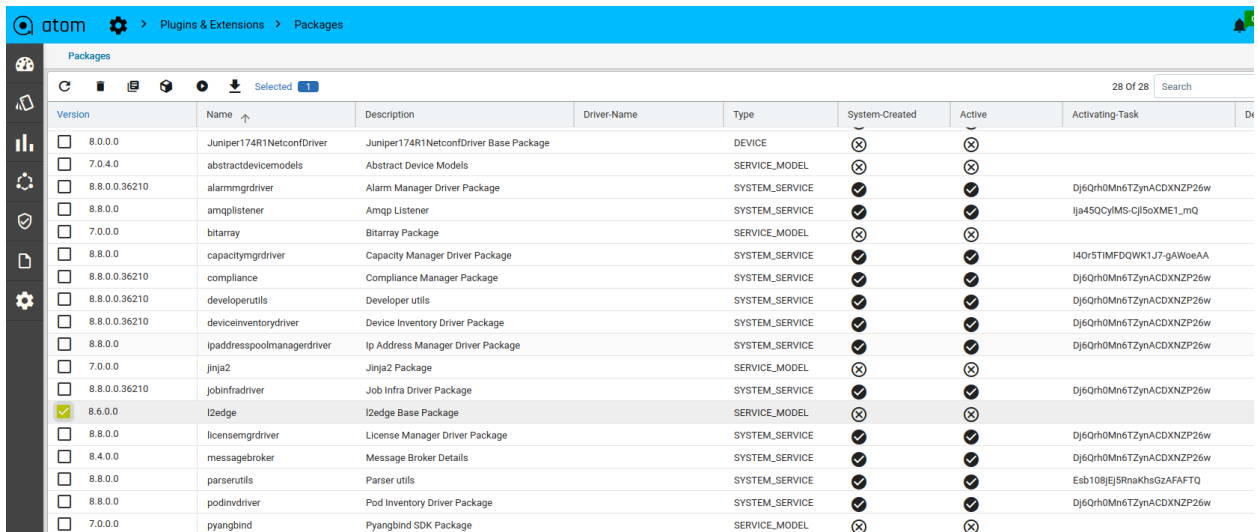 atom > Plugins & Extensions > Packages
Packages
Selected 1 28 Of 28 Search
Version Name Description Driver-Name Type System-Created Active Activating-Task De
8.0.0.0 Juniper174R1NetconfDriver Juniper174R1NetconfDriver Base Package DEVICE
7.0.4.0 abstractdevicemodels Abstract Device Models SERVICE_MODEL
8.8.0.0.36210 alarmmgrdriver Alarm Manager Driver Package SYSTEM_SERVICE Dj6Qrh0Mn6TZynACDXNZP26w
8.8.0.0 amqplistener Amqp Listener SYSTEM_SERVICE Ija45QCylMS-Cjl5oXME1_mQ
7.0.0.0 bitarray Bitarray Package SERVICE_MODEL
8.8.0.0 capacitymgrdriver Capacity Manager Driver Package SYSTEM_SERVICE I4Or5TIMFDQWK1J7-gAWoeAA
8.8.0.0.36210 compliance Compliance Manager Package SYSTEM_SERVICE Dj6Qrh0Mn6TZynACDXNZP26w
8.8.0.0.36210 developerutils Developer utils SYSTEM_SERVICE Dj6Qrh0Mn6TZynACDXNZP26w
8.8.0.0.36210 deviceinventorydriver Device Inventory Driver Package SYSTEM_SERVICE Dj6Qrh0Mn6TZynACDXNZP26w
8.8.0.0 ipaddresspoolmanagerdriver Ip Address Manager Driver Package SYSTEM_SERVICE Dj6Qrh0Mn6TZynACDXNZP26w
7.0.0.0 jinja2 Jinja2 Package SERVICE_MODEL
8.8.0.0.36210 jobinfradriver Job Infra Driver Package SYSTEM_SERVICE Dj6Qrh0Mn6TZynACDXNZP26w
8.6.0.0 l2edge l2edge Base Package SERVICE_MODEL
8.8.0.0 licensemgrdriver License Manager Driver Package SYSTEM_SERVICE Dj6Qrh0Mn6TZynACDXNZP26w
8.4.0.0 messagebroker Message Broker Details SYSTEM_SERVICE Dj6Qrh0Mn6TZynACDXNZP26w
8.8.0.0 parserutils Parser utils SYSTEM_SERVICE Esb108jEj5RnaKhsGzAFAFTQ
8.8.0.0 podinvdriver Pod Inventory Driver Package SYSTEM_SERVICE Dj6Qrh0Mn6TZynACDXNZP26w
7.0.0.0 pyangbind Pyangbind SDK Package SERVICE_MODEL